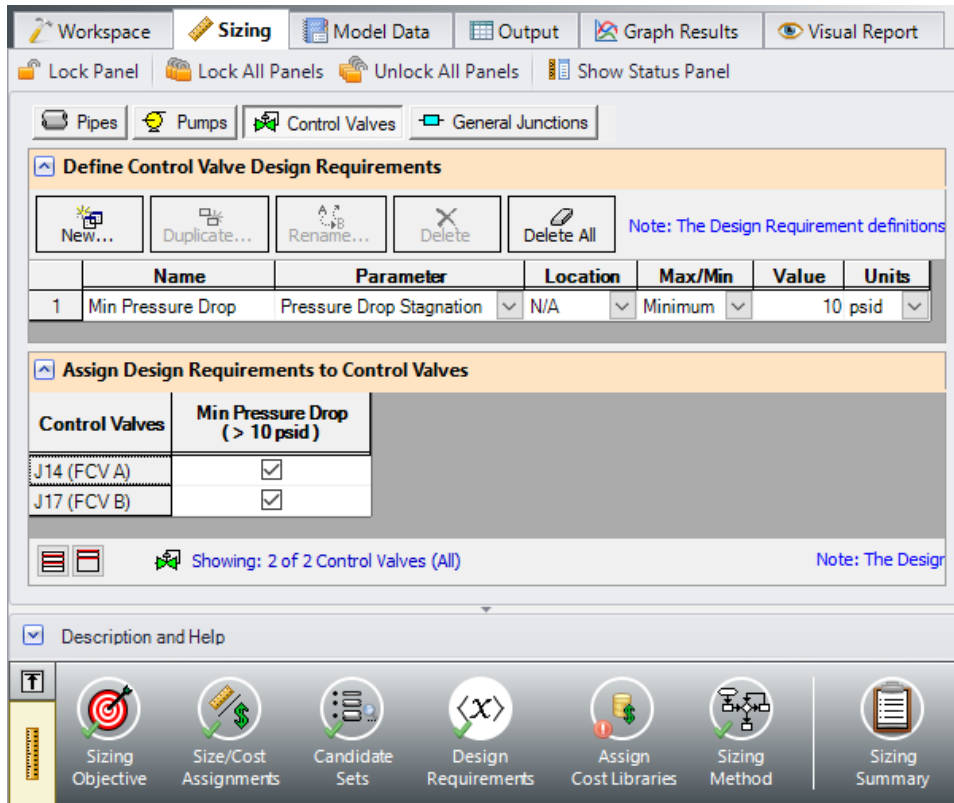 Workspace Sizing Model Data Output Graph Results Visual Report
Lock Panel Lock All Panels Unlock All Panels Show Status Panel
Pipes Pumps Control Valves General Junctions
Define Control Valve Design Requirements
New... Duplicate... Rename... Delete Delete All Note: The Design Requirement definitions
Name Parameter Location Max/Min Value Units
1 Min Pressure Drop Pressure Drop Stagnation N/A Minimum 10 psid
Assign Design Requirements to Control Valves
Control Valves Min Pressure Drop
( > 10 psid )
J14 (FCV A)
J17 (FCV B)
Showing: 2 of 2 Control Valves (All) Note: The Design
Description and Help
Sizing Size/Cost Candidate Design Assign Sizing Sizing
Objective Assignments Sets Requirements Cost Libraries Method Summary